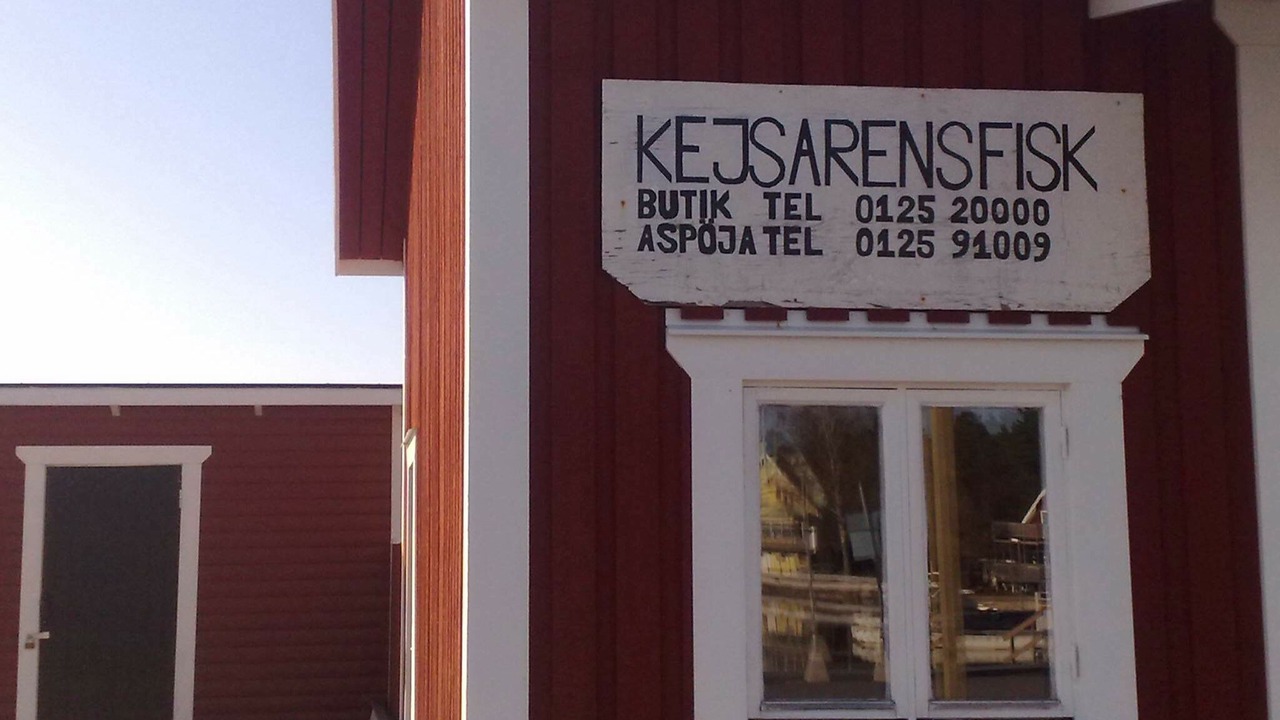 KEJSARENSFISK
BUTIK TEL 0125 20000
ASPÖJA TEL 0125 91009